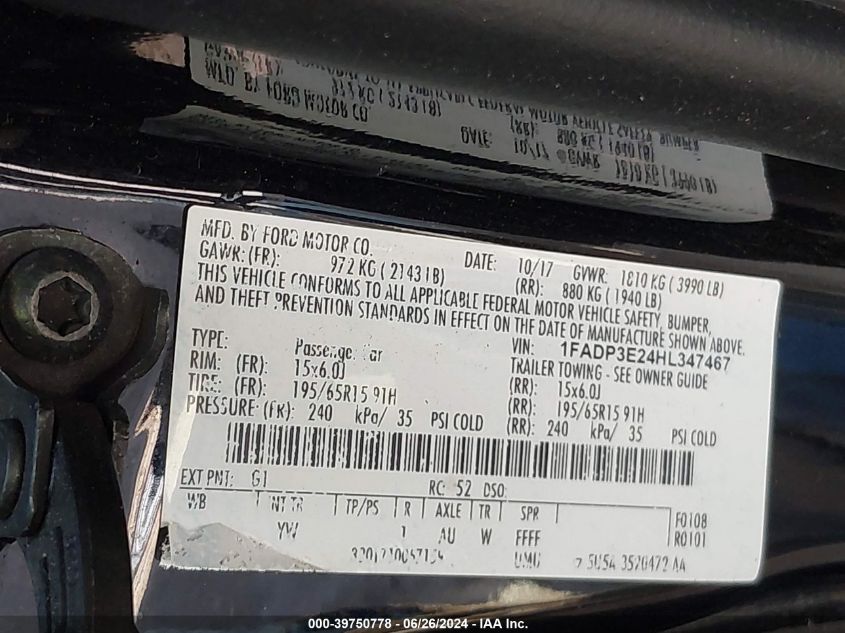 MFD. BY FORD MOTOR CO.
DATE: 10/17 GVWR: 1810 KG ( 3990 LB)
GAWR: (FR): 972 KG ( 2143 LB) (RR): 880 KG ( 1940 LB)
THIS VEHICLE CONFORMS TO ALL APPLICABLE FEDERAL MOTOR VEHICLE SAFETY, BUMPER,
AND THEFT PREVENTION STANDARDS IN EFFECT ON THE DATE OF MANUFACTURE SHOWN ABOVE.
VIN: 1FADP3E24HL347467
TYPE: Passenger Car TRAILER TOWING - SEE OWNER GUIDE
RIM: (FR) 15x6.0J (RR): 15x6.0J
TIRE: (FR) 195/65R15 91H (RR): 195/65R15 91H
PRESSURE: (FR) 240 kPa/ 35 PSI COLD (RR): 240 kPa/ 35 PSI COLD
EXT PNT: G1 RC: 52 DSO:
WB INT TR TP/PS R AXLE TR SPR F0108
YW 1 AU W FFFF R0101
5U5A 3520472 AA
000-39750778 - 06/26/2024 - IAA Inc.